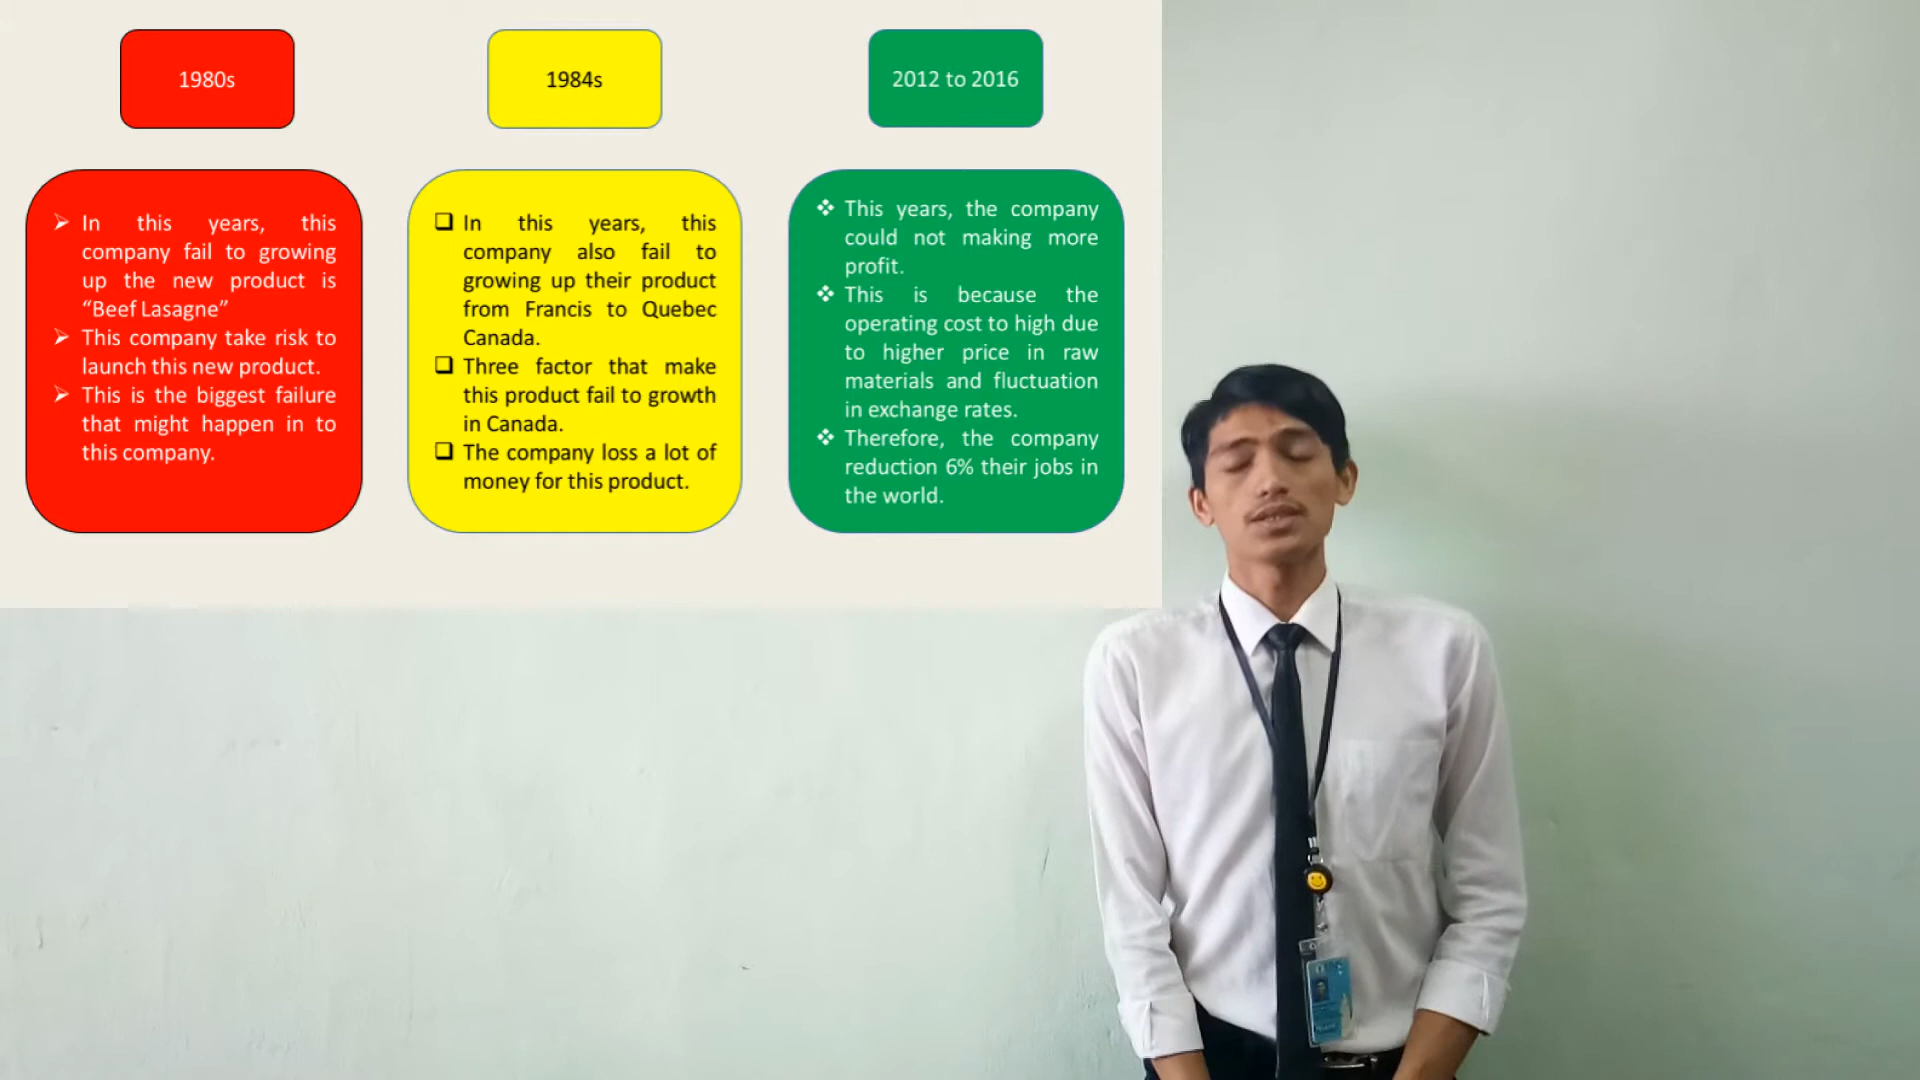 1980s
In this years, this
company fail to growing
up the new product is
“Beef Lasagne”
This company take risk to
launch this new product.
This is the biggest failure
that might happen in to
this company.
1984s
In this years, this
company also fail to
growing up their product
from Francis to Quebec
Canada.
Three factor that make
this product fail to growth
in Canada.
The company loss a lot of
money for this product.
2012 to 2016
This years, the company
could not making more
profit.
This is because the
operating cost to high due
to higher price in raw
materials and fluctuation
in exchange rates.
Therefore, the company
reduction 6% their jobs in
the world.